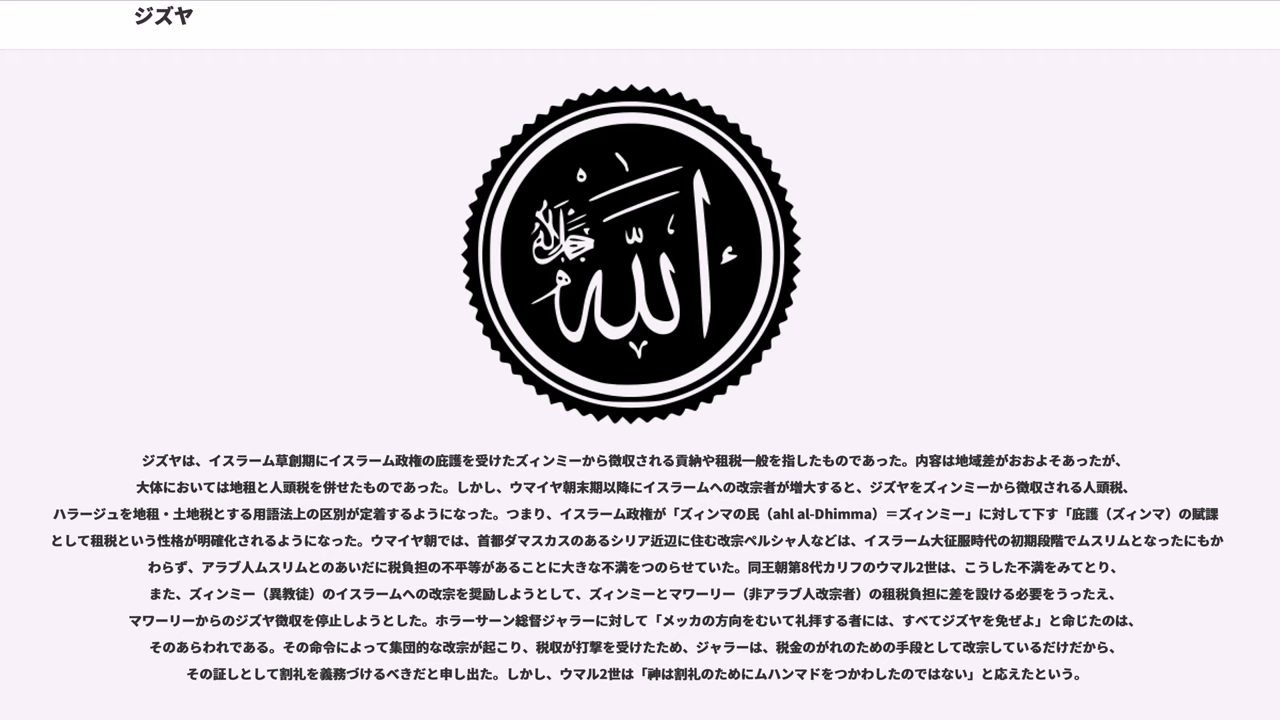 ジズヤ
الله
جل جلاله
ジズヤは、イスラーム草創期にイスラーム政権の庇護を受けたズィンミーから徴収される貢納や租税一般を指したものであった。内容は地域差がおおよそあったが、
大体においては地租と人頭税を併せたものであった。しかし、ウマイヤ朝末期以降にイスラームへの改宗者が増大すると、ジズヤをズィンミーから徴収される人頭税、
ハラージュを地租・土地税とする用語法上の区別が定着するようになった。つまり、イスラーム政権が「ズィンマの民（ahl al-Dhimma）＝ズィンミー」に対して下す「庇護（ズィンマ）の賦課
として租税という性格が明確化されるようになった。ウマイヤ朝では、首都ダマスカスのあるシリア近辺に住む改宗ペルシャ人などは、イスラーム大征服時代の初期段階でムスリムとなったにもか
わらず、アラブ人ムスリムとのあいだに税負担の不平等があることに大きな不満をつのらせていた。同王朝第8代カリフのウマル2世は、こうした不満をみてとり、
また、ズィンミー（異教徒）のイスラームへの改宗を奨励しようとして、ズィンミーとマワーリー（非アラブ人改宗者）の租税負担に差を設ける必要をうったえ、
マワーリーからのジズヤ徴収を停止しようとした。ホラーサーン総督ジャラーに対して「メッカの方向をむいて礼拝する者には、すべてジズヤを免ぜよ」と命じたのは、
そのあらわれである。その命令によって集団的な改宗が起こり、税収が打撃を受けたため、ジャラーは、税金のがれのための手段として改宗しているだけだから、
その証しとして割礼を義務づけるべきだと申し出た。しかし、ウマル2世は「神は割礼のためにムハンマドをつかわしたのではない」と応えたという。